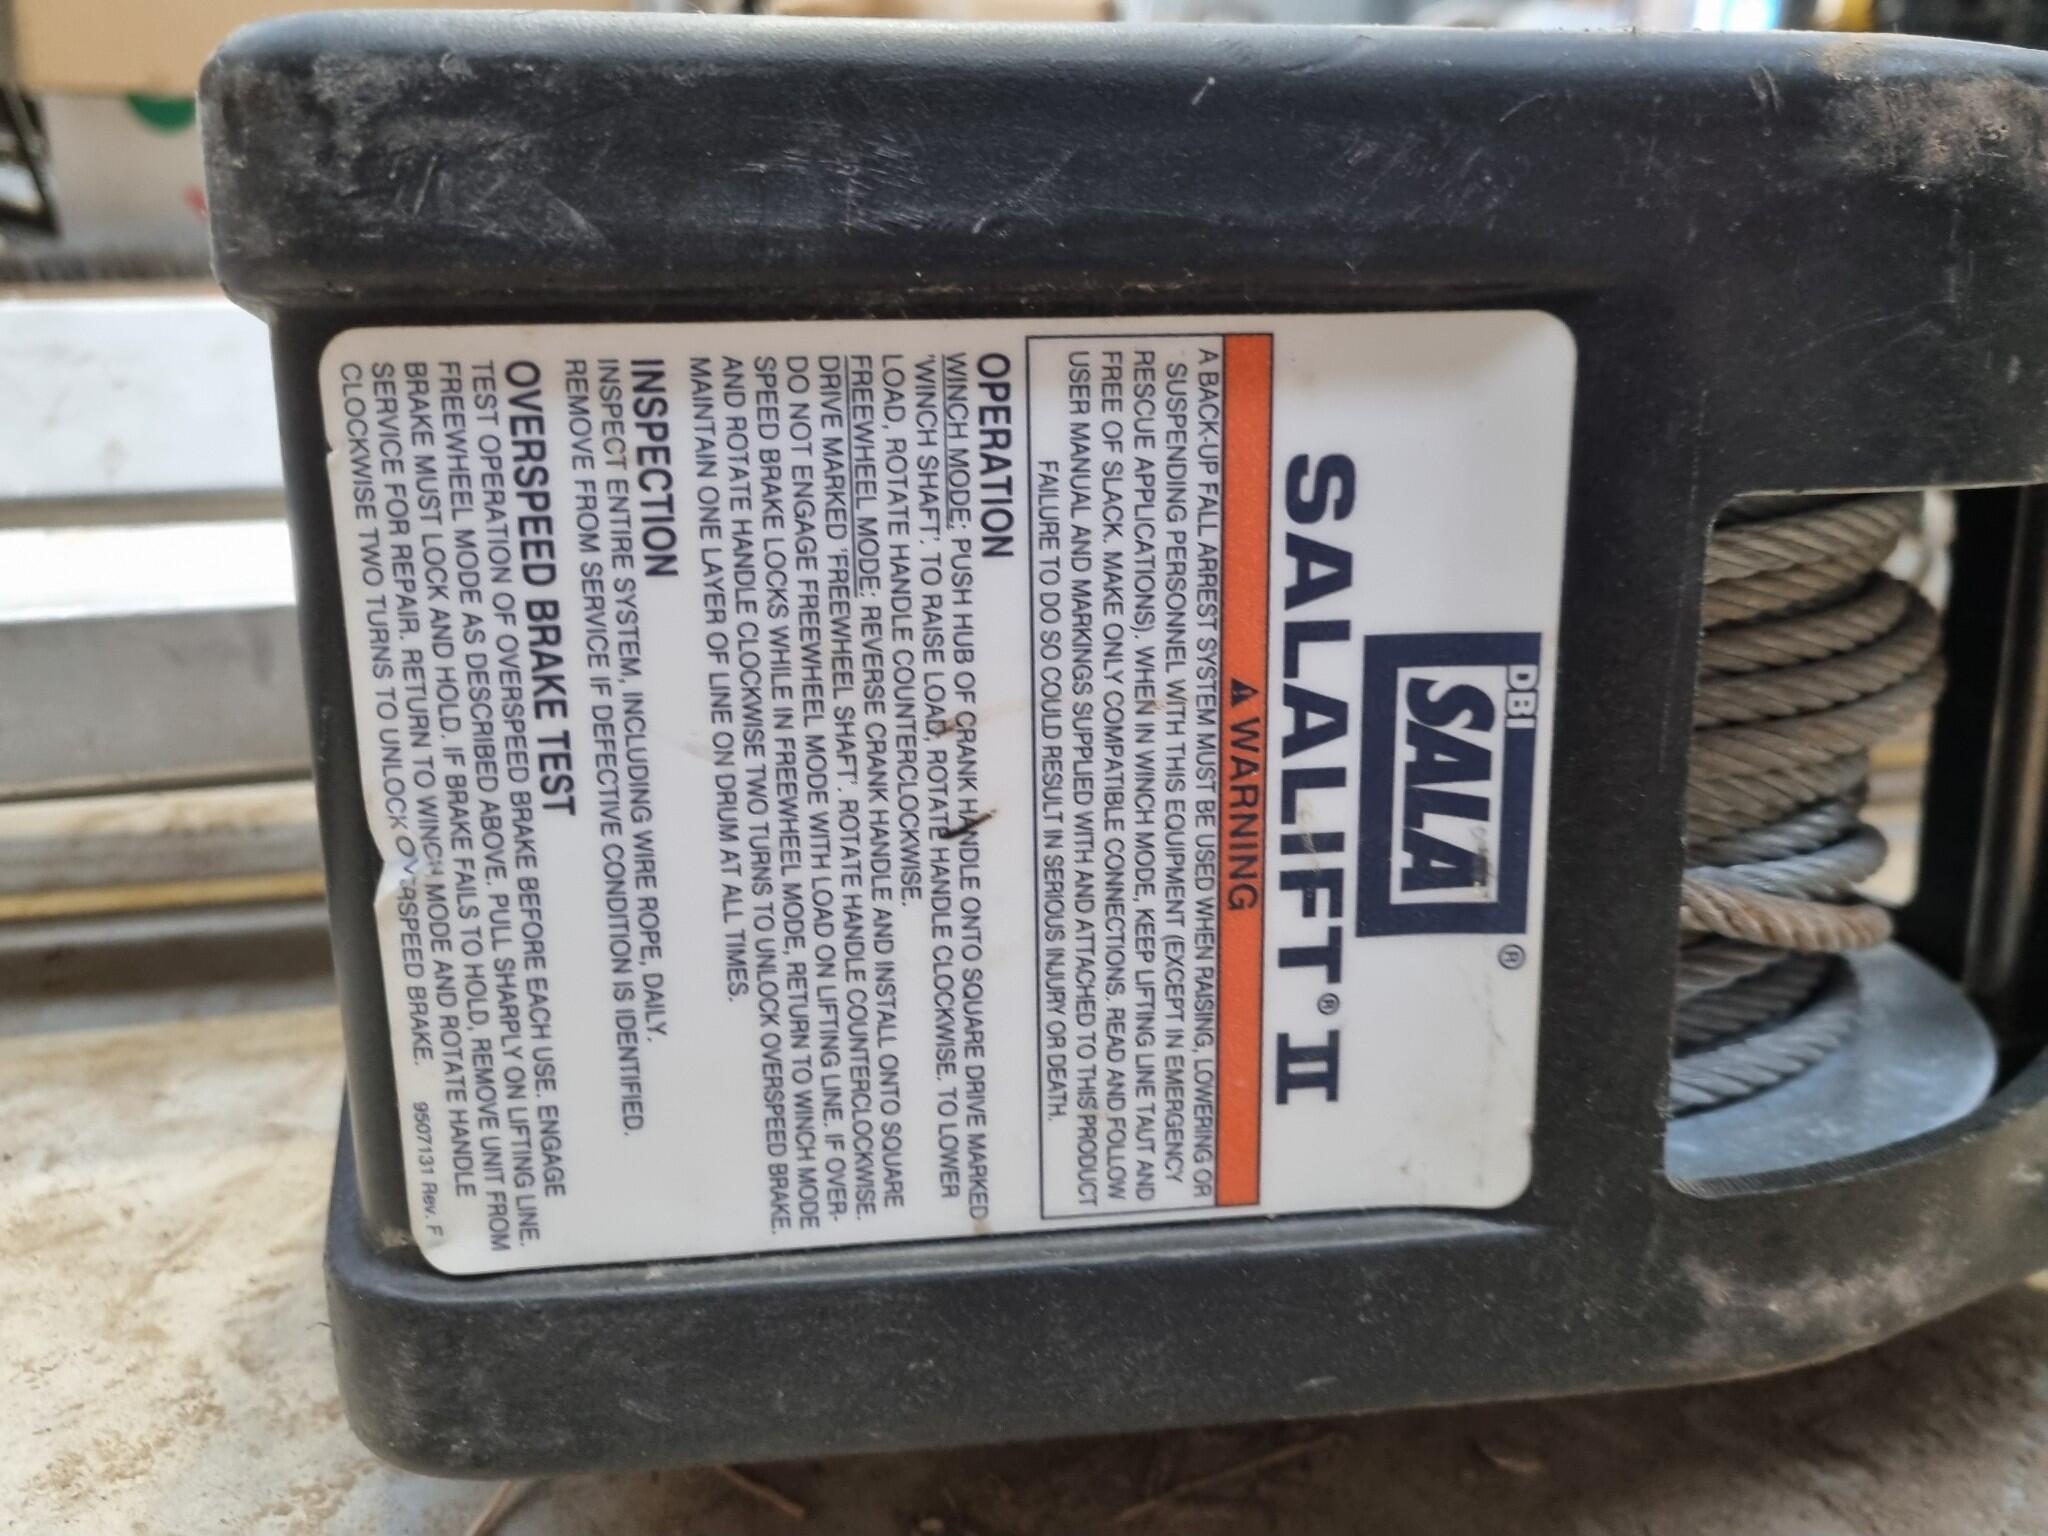 DBI
SALA®
SALALIFT® II
⚠ WARNING
A BACK-UP FALL ARREST SYSTEM MUST BE USED WHEN RAISING, LOWERING OR
SUSPENDING PERSONNEL WITH THIS EQUIPMENT (EXCEPT IN EMERGENCY
RESCUE APPLICATIONS). WHEN IN WINCH MODE, KEEP LIFTING LINE TAUT AND
FREE OF SLACK. MAKE ONLY COMPATIBLE CONNECTIONS. READ AND FOLLOW
USER MANUAL AND MARKINGS SUPPLIED WITH AND ATTACHED TO THIS PRODUCT
FAILURE TO DO SO COULD RESULT IN SERIOUS INJURY OR DEATH.
OPERATION
WINCH MODE: PUSH HUB OF CRANK HANDLE ONTO SQUARE DRIVE MARKED
'WINCH SHAFT'. TO RAISE LOAD, ROTATE HANDLE CLOCKWISE. TO LOWER
LOAD, ROTATE HANDLE COUNTERCLOCKWISE.
FREEWHEEL MODE: REVERSE CRANK HANDLE AND INSTALL ONTO SQUARE
DRIVE MARKED 'FREEWHEEL SHAFT'. ROTATE HANDLE COUNTERCLOCKWISE.
DO NOT ENGAGE FREEWHEEL MODE WITH LOAD ON LIFTING LINE. IF OVER-
SPEED BRAKE LOCKS WHILE IN FREEWHEEL MODE, RETURN TO WINCH MODE
AND ROTATE HANDLE CLOCKWISE TWO TURNS TO UNLOCK OVERSPEED BRAKE.
MAINTAIN ONE LAYER OF LINE ON DRUM AT ALL TIMES.
INSPECTION
INSPECT ENTIRE SYSTEM, INCLUDING WIRE ROPE, DAILY.
REMOVE FROM SERVICE IF DEFECTIVE CONDITION IS IDENTIFIED.
OVERSPEED BRAKE TEST
TEST OPERATION OF OVERSPEED BRAKE BEFORE EACH USE. ENGAGE
FREEWHEEL MODE AS DESCRIBED ABOVE. PULL SHARPLY ON LIFTING LINE.
BRAKE MUST LOCK AND HOLD. IF BRAKE FAILS TO HOLD, REMOVE UNIT FROM
SERVICE FOR REPAIR. RETURN TO WINCH MODE AND ROTATE HANDLE
CLOCKWISE TWO TURNS TO UNLOCK OVERSPEED BRAKE. 9507131 Rev. F